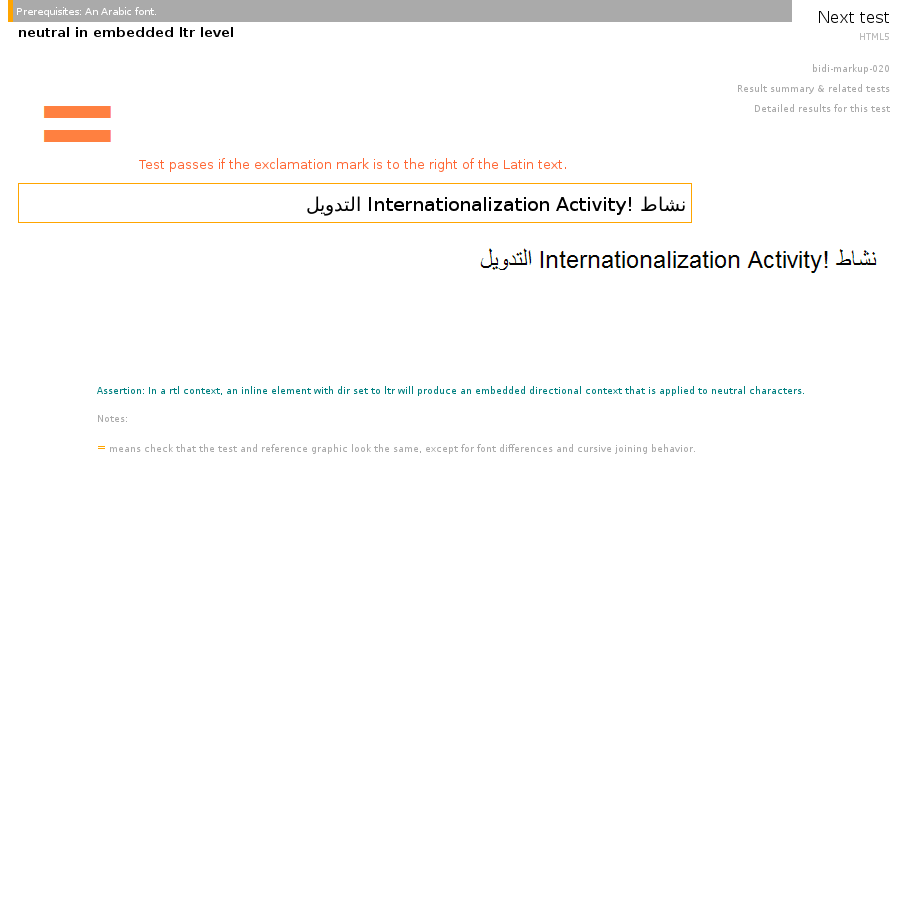 Prerequisites: An Arabic font.
Next test
neutral in embedded ltr level
HTML5
bidi-markup-020
Result summary & related tests
Detailed results for this test
Test passes if the exclamation mark is to the right of the Latin text.
نشاط ‪Internationalization Activity!‬ التدويل
نشاط ‪Internationalization Activity!‬ التدويل
Assertion: In a rtl context, an inline element with dir set to ltr will produce an embedded directional context that is applied to neutral characters.
Notes:
= means check that the test and reference graphic look the same, except for font differences and cursive joining behavior.